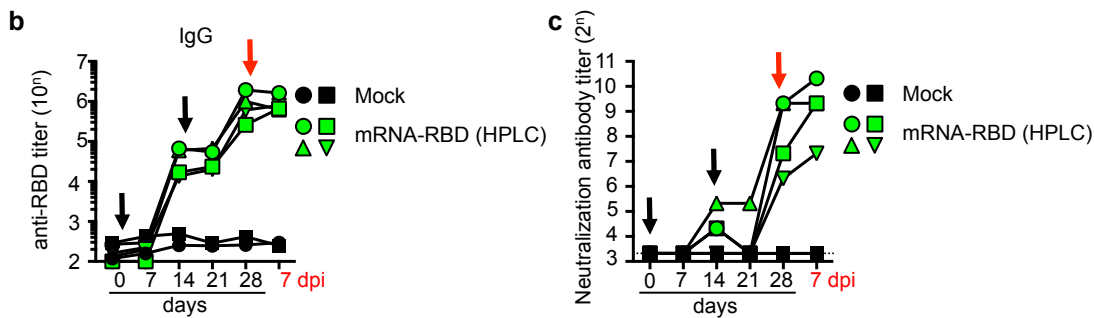 b
IgG
anti-RBD titer (10ⁿ)
7
6
5
4
3
2
0 7 14 21 28 7 dpi
days
Mock
mRNA-RBD (HPLC)
c
Neutralization antibody titer (2ⁿ)
11
10
9
8
7
6
5
4
3
0 7 14 21 28 7 dpi
days
Mock
mRNA-RBD (HPLC)